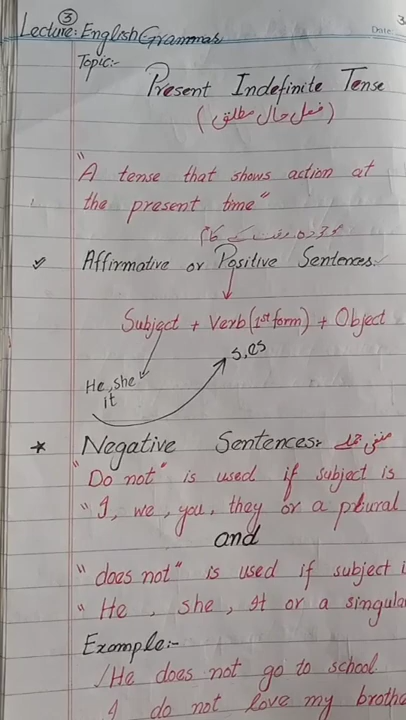 3
Lecture: English Grammar
Date:
Topic:-
Present Indefinite Tense
(فعل حال مطلق)
"A tense that shows action at
the present time"
Affirmative or Positive Sentences:
Subject + Verb (1st form) + Object
s, es
He, she
it
Negative Sentences: منفی جملے
"Do not" is used if subject is
"I, we, you, they or a plural
and
"does not" is used if subject i
"He, she, It or a singula
Example:-
He does not go to school
I do not love my brothe